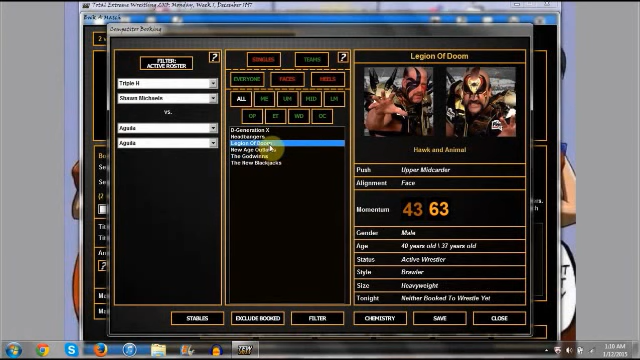 Total Extreme Wrestling 2013: Monday, Week 1, December 1997
Book A Match
Competitor Booking
FILTER:
ACTIVE ROSTER
?
Triple H
Shawn Michaels
vs.
Aguila
Aguila
SINGLES
TEAMS
?
EVERYONE
FACES
HEELS
ALL
ME
UM
MID
LM
OP
ET
WO
OC
D-Generation X
Headbangers
Legion Of Doom
New Age Outlaws
The Godwinns
The New Blackjacks
Legion Of Doom
Hawk and Animal
Push Upper Midcarder
Alignment Face
Momentum 43 63
Gender Male
Age 40 years old \ 37 years old
Status Active Wrestler
Style Brawler
Size Heavyweight
Tonight Neither Booked To Wrestle Yet
STABLES
EXCLUDE BOOKED
FILTER
CHEMISTRY
SAVE
CLOSE
1:10 AM
1/12/2015